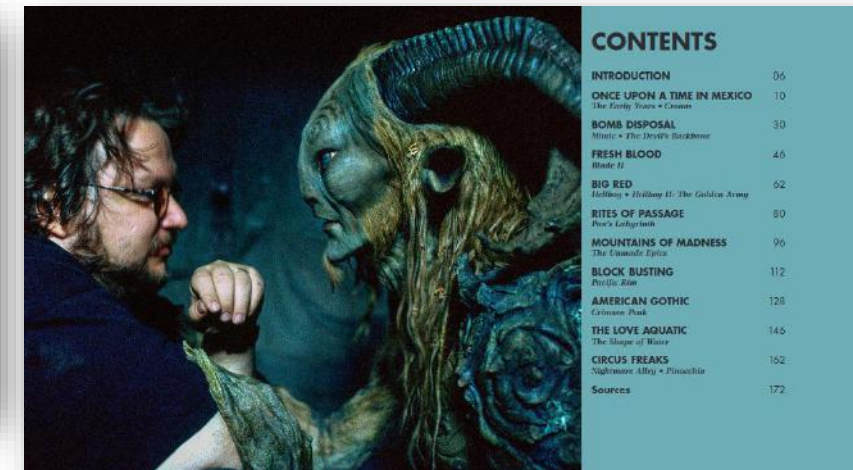 CONTENTS
INTRODUCTION 06
ONCE UPON A TIME IN MEXICO 10
The Early Years • Cronos
BOMB DISPOSAL 30
Mimic • The Devil's Backbone
FRESH BLOOD 46
Blade II
BIG RED 62
Hellboy • Hellboy II: The Golden Army
RITES OF PASSAGE 80
Pan's Labyrinth
MOUNTAINS OF MADNESS 96
The Unmade Epics
BLOCK BUSTING 112
Pacific Rim
AMERICAN GOTHIC 128
Crimson Peak
THE LOVE AQUATIC 146
The Shape of Water
CIRCUS FREAKS 162
Nightmare Alley • Pinocchio
Sources 172